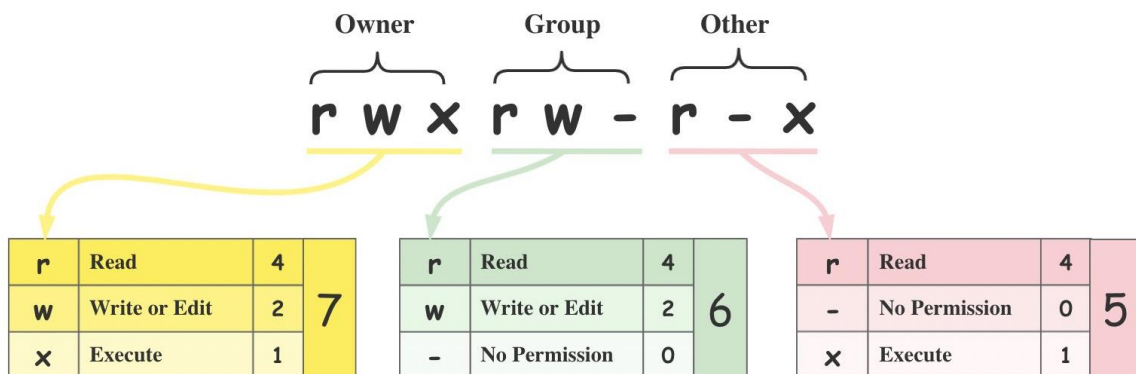 Owner Group Other
r w x r w - r - x
r Read 4
w Write or Edit 2
x Execute 1
7
r Read 4
w Write or Edit 2
- No Permission 0
6
r Read 4
- No Permission 0
x Execute 1
5